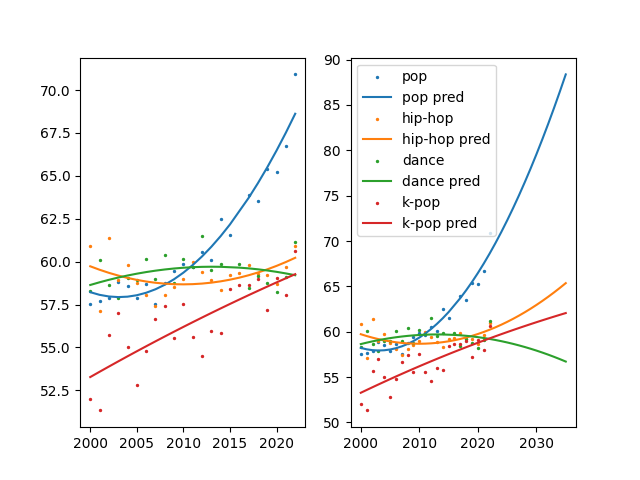 70.0
67.5
65.0
62.5
60.0
57.5
55.0
52.5
2000 2005 2010 2015 2020
90
85
80
75
70
65
60
55
50
2000 2010 2020 2030
pop
pop pred
hip-hop
hip-hop pred
dance
dance pred
k-pop
k-pop pred